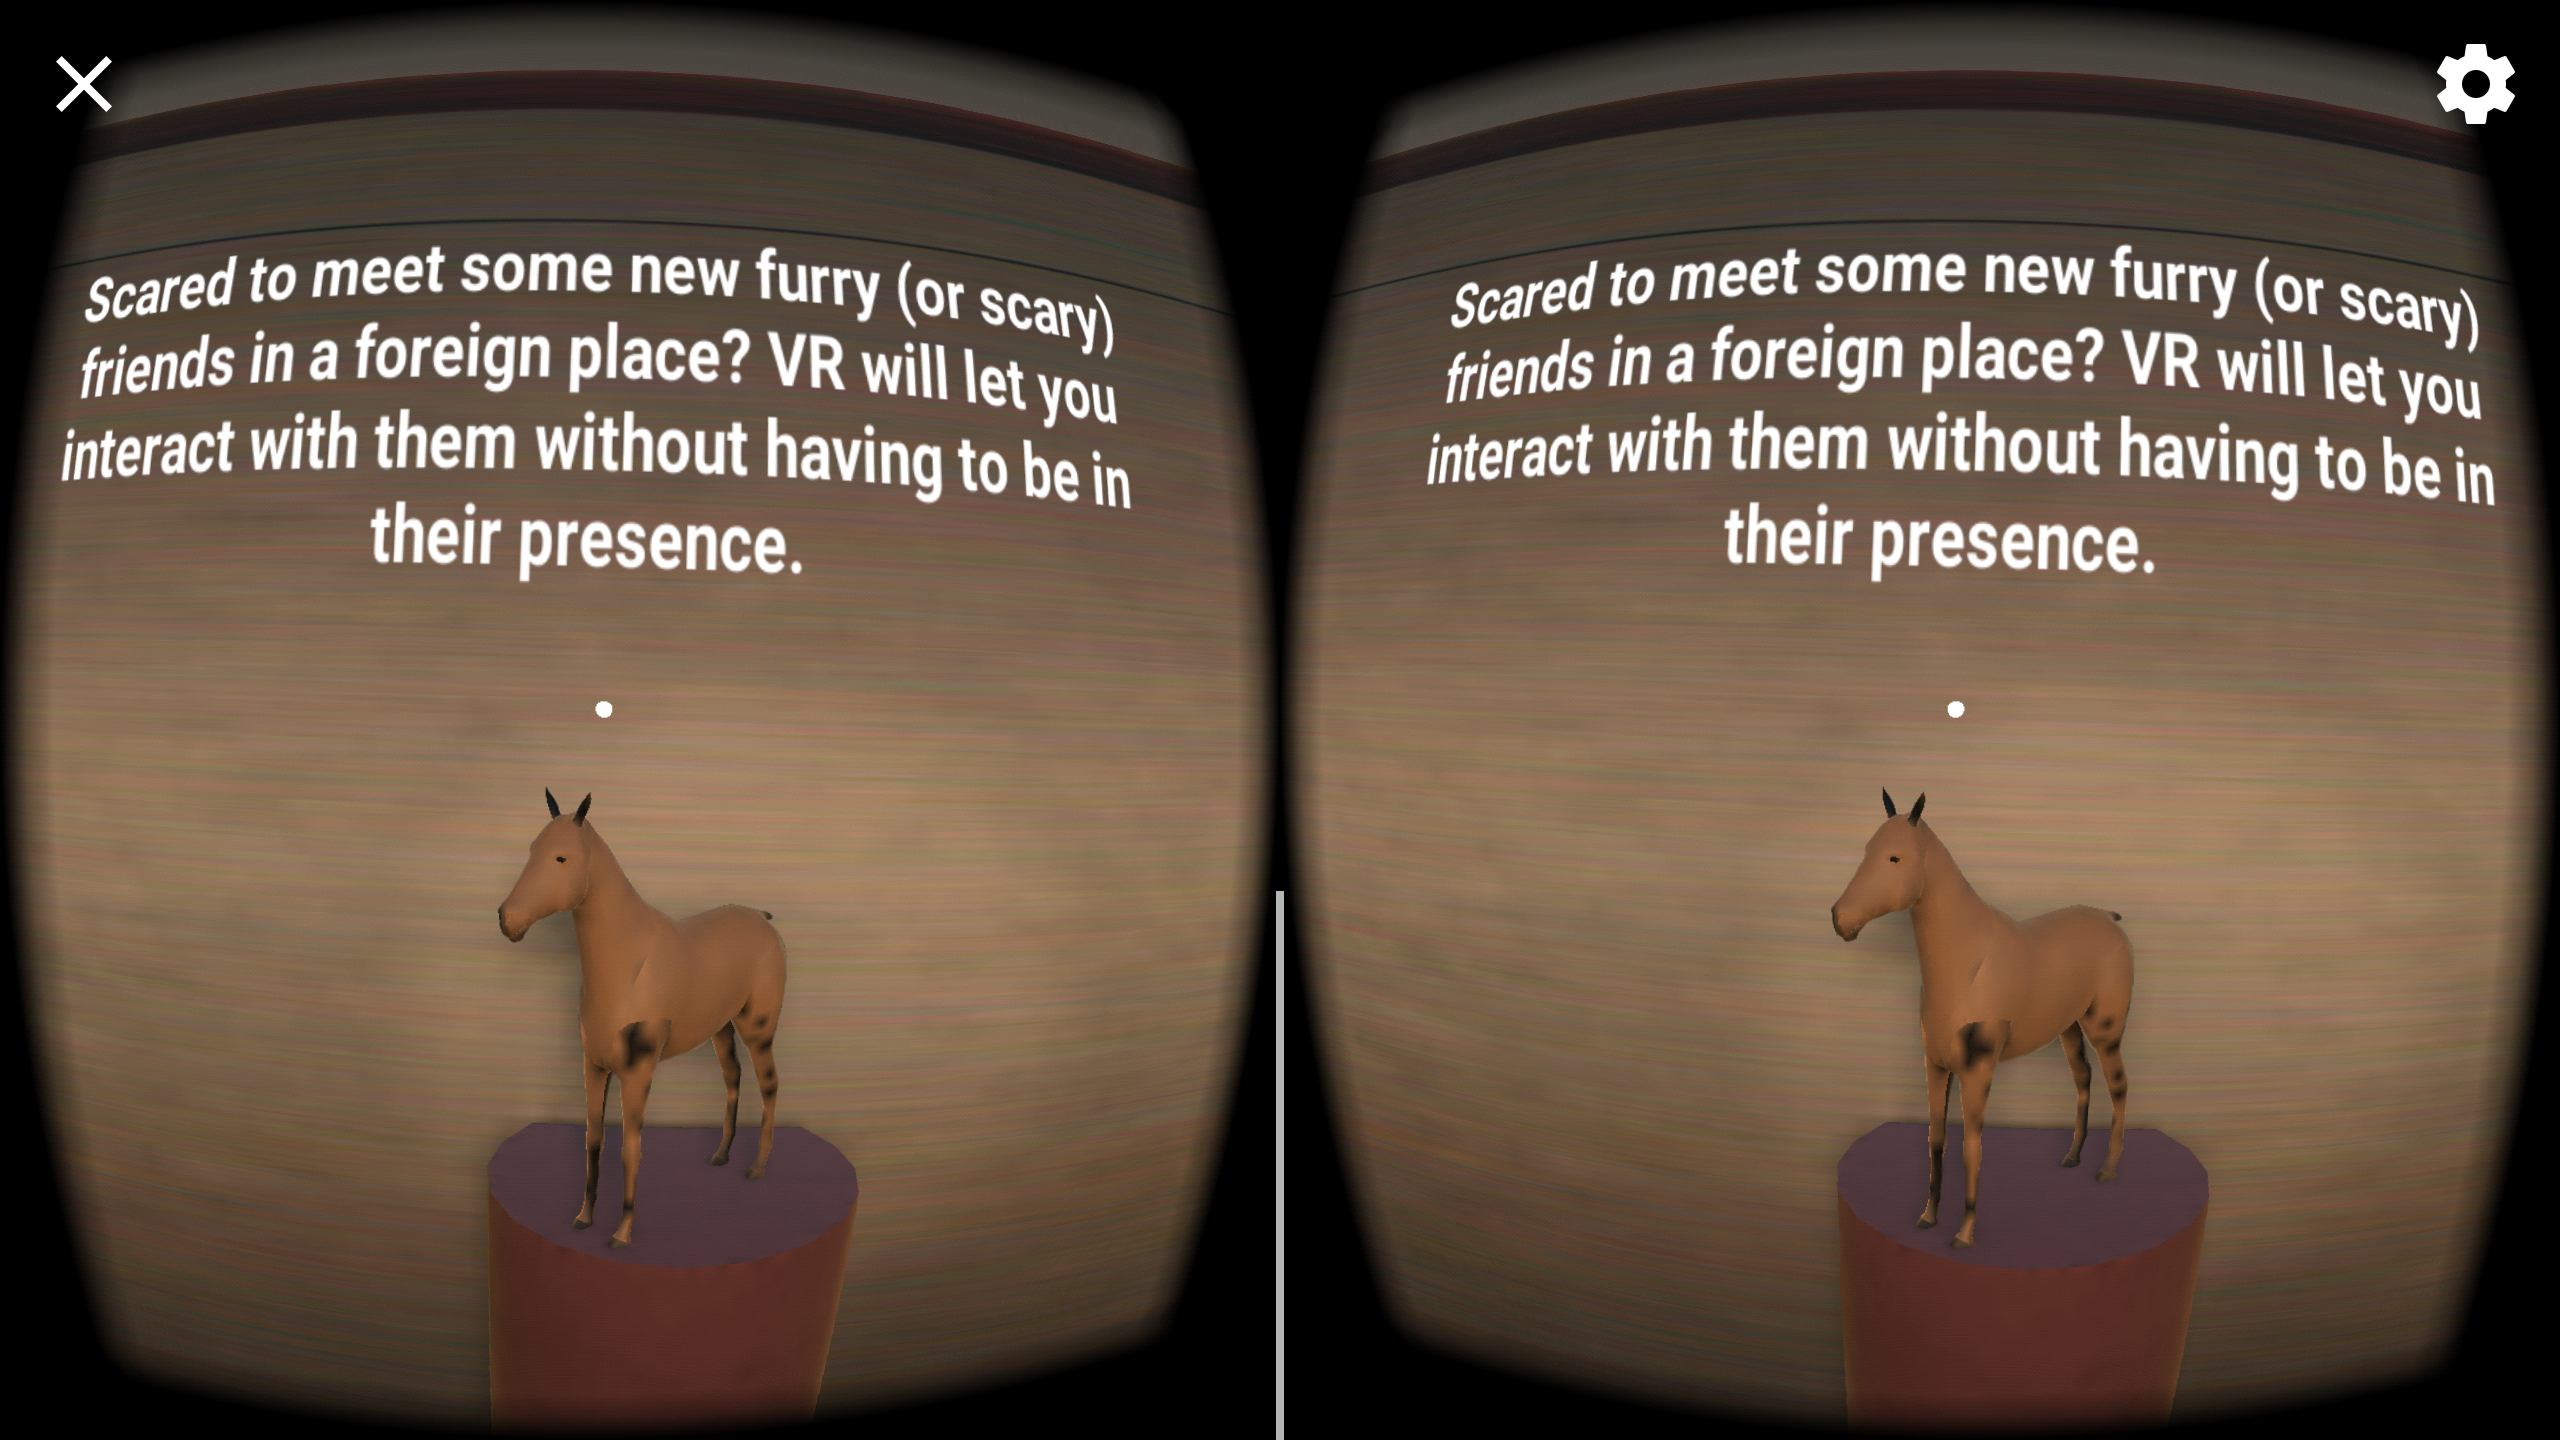 Scared to meet some new furry (or scary)
friends in a foreign place? VR will let you
interact with them without having to be in
their presence.
Scared to meet some new furry (or scary)
friends in a foreign place? VR will let you
interact with them without having to be in
their presence.